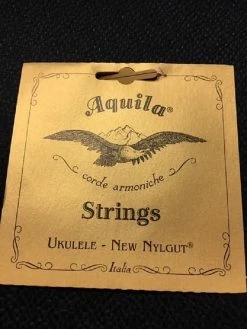 Aquila®
corde armoniche
Strings
UKULELE - NEW NYLGUT®
Italia